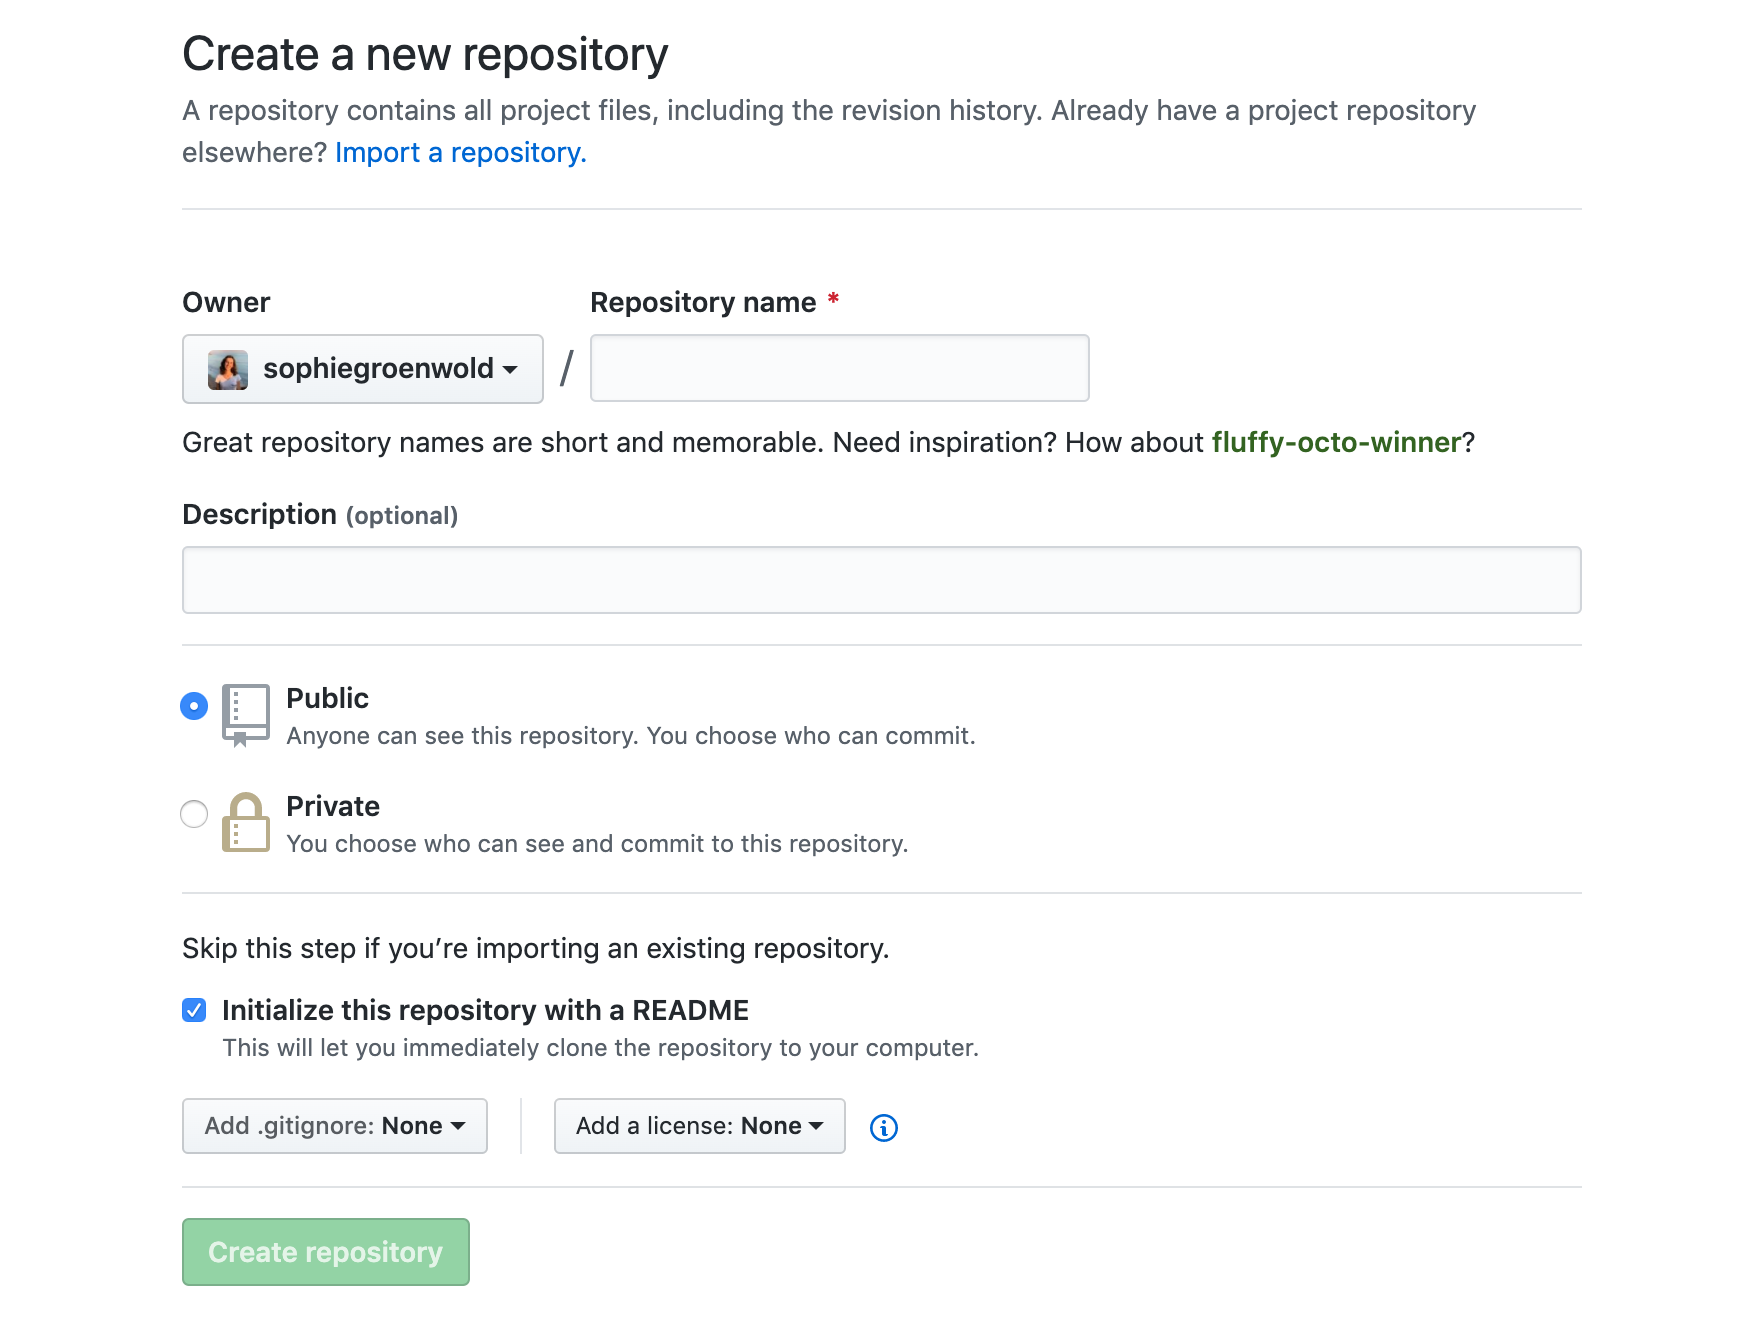 Create a new repository
A repository contains all project files, including the revision history. Already have a project repository
elsewhere? Import a repository.
Owner
Repository name *
sophiegroenwold
/
Great repository names are short and memorable. Need inspiration? How about fluffy-octo-winner?
Description (optional)
Public
Anyone can see this repository. You choose who can commit.
Private
You choose who can see and commit to this repository.
Skip this step if you’re importing an existing repository.
Initialize this repository with a README
This will let you immediately clone the repository to your computer.
Add .gitignore: None
Add a license: None
Create repository